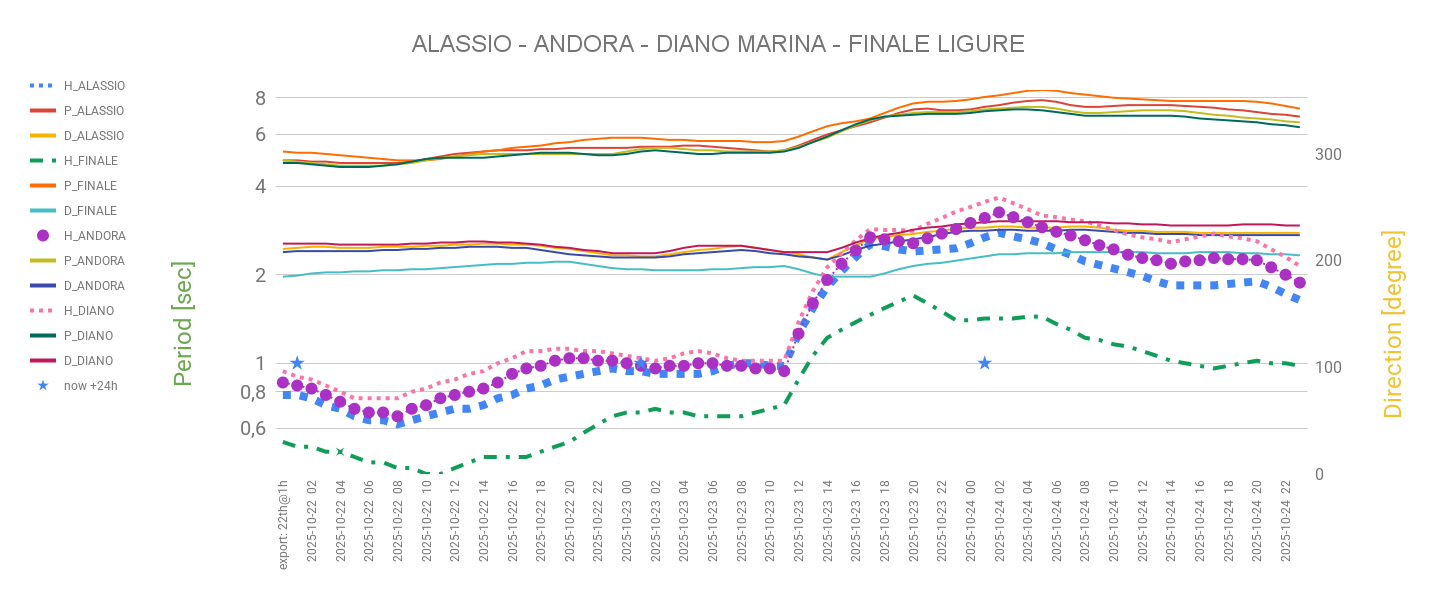 ALASSIO - ANDORA - DIANO MARINA - FINALE LIGURE
H_ALASSIO
P_ALASSIO
D_ALASSIO
H_FINALE
P_FINALE
D_FINALE
H_ANDORA
P_ANDORA
D_ANDORA
H_DIANO
P_DIANO
D_DIANO
now +24h
Period [sec]
8
6
4
2
1
0,8
0,6
300
200
100
0
Direction [degree]
export: 22th@1h
2025-10-22 02
2025-10-22 04
2025-10-22 06
2025-10-22 08
2025-10-22 10
2025-10-22 12
2025-10-22 14
2025-10-22 16
2025-10-22 18
2025-10-22 20
2025-10-22 22
2025-10-23 00
2025-10-23 02
2025-10-23 04
2025-10-23 06
2025-10-23 08
2025-10-23 10
2025-10-23 12
2025-10-23 14
2025-10-23 16
2025-10-23 18
2025-10-23 20
2025-10-23 22
2025-10-24 00
2025-10-24 02
2025-10-24 04
2025-10-24 06
2025-10-24 08
2025-10-24 10
2025-10-24 12
2025-10-24 14
2025-10-24 16
2025-10-24 18
2025-10-24 20
2025-10-24 22